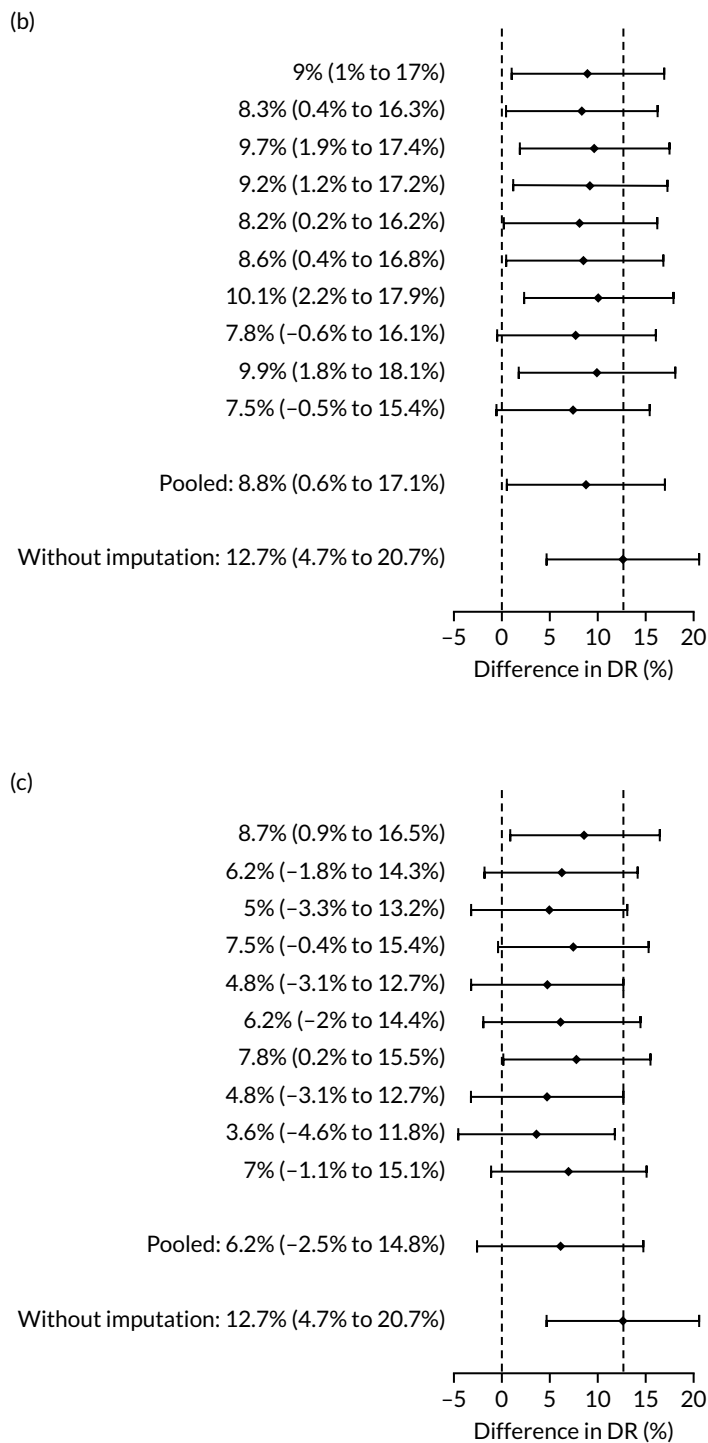 (b)
9% (1% to 17%)
8.3% (0.4% to 16.3%)
9.7% (1.9% to 17.4%)
9.2% (1.2% to 17.2%)
8.2% (0.2% to 16.2%)
8.6% (0.4% to 16.8%)
10.1% (2.2% to 17.9%)
7.8% (–0.6% to 16.1%)
9.9% (1.8% to 18.1%)
7.5% (–0.5% to 15.4%)
Pooled: 8.8% (0.6% to 17.1%)
Without imputation: 12.7% (4.7% to 20.7%)
–5 0 5 10 15 20
Difference in DR (%)
(c)
8.7% (0.9% to 16.5%)
6.2% (–1.8% to 14.3%)
5% (–3.3% to 13.2%)
7.5% (–0.4% to 15.4%)
4.8% (–3.1% to 12.7%)
6.2% (–2% to 14.4%)
7.8% (0.2% to 15.5%)
4.8% (–3.1% to 12.7%)
3.6% (–4.6% to 11.8%)
7% (–1.1% to 15.1%)
Pooled: 6.2% (–2.5% to 14.8%)
Without imputation: 12.7% (4.7% to 20.7%)
–5 0 5 10 15 20
Difference in DR (%)